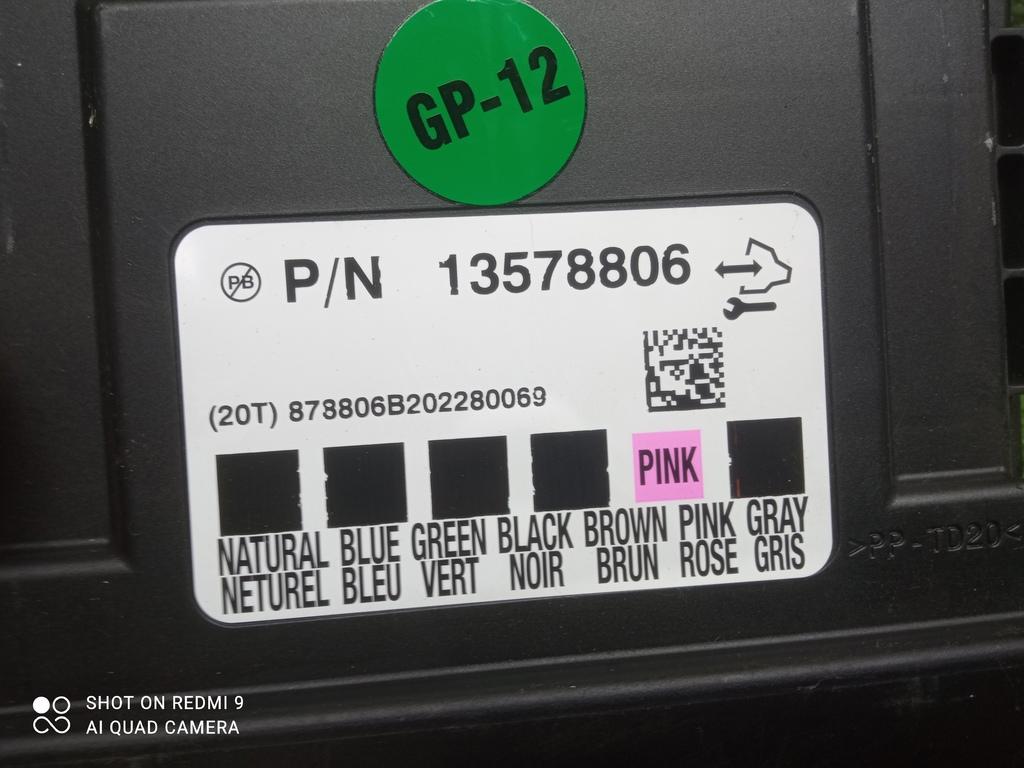 GP-12
PB P/N 13578806
(20T) 878806B202280069
PINK
NATURAL BLUE GREEN BLACK BROWN PINK GRAY
NETUREL BLEU VERT NOIR BRUN ROSE GRIS
>PP-TD20<
SHOT ON REDMI 9
AI QUAD CAMERA